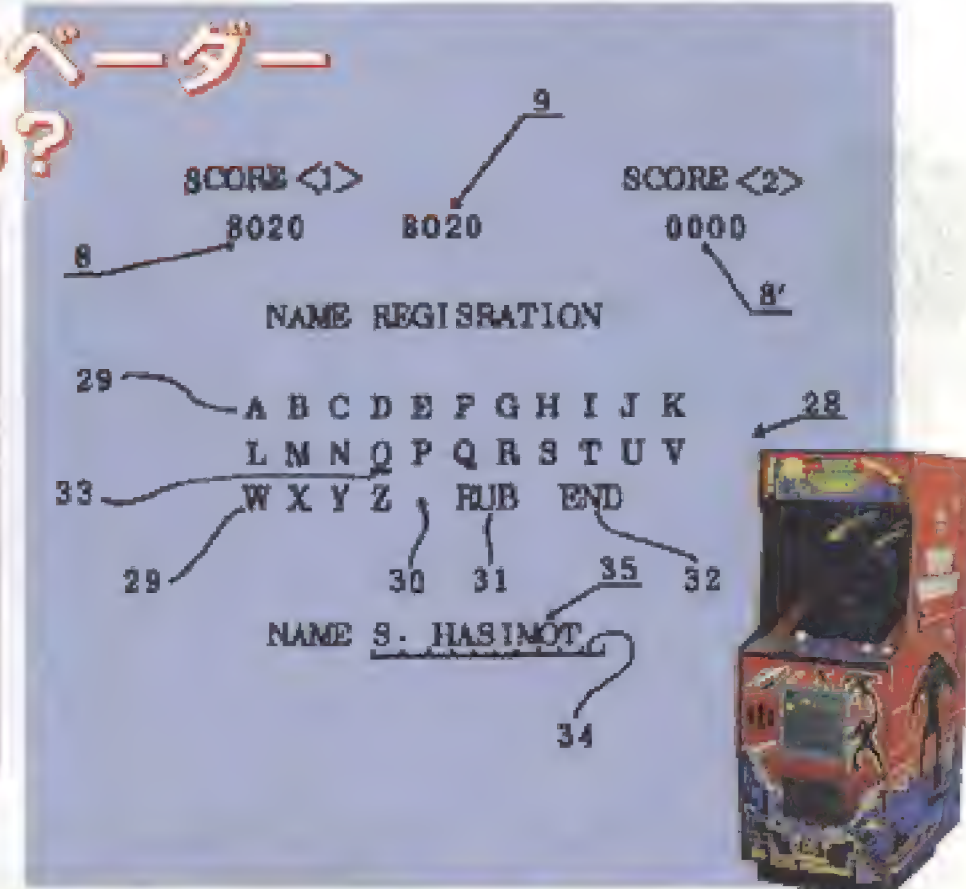 ベーダー
?
9
SCORE <1> SCORE <2>
8020 8020 0000
8
8'
NAME REGISRATION
29
A B C D E F G H I J K
28
L M N O P Q R S T U V
33
W X Y Z . RUB END
29 30 31 35 32
NAME S. HASIMOT
34